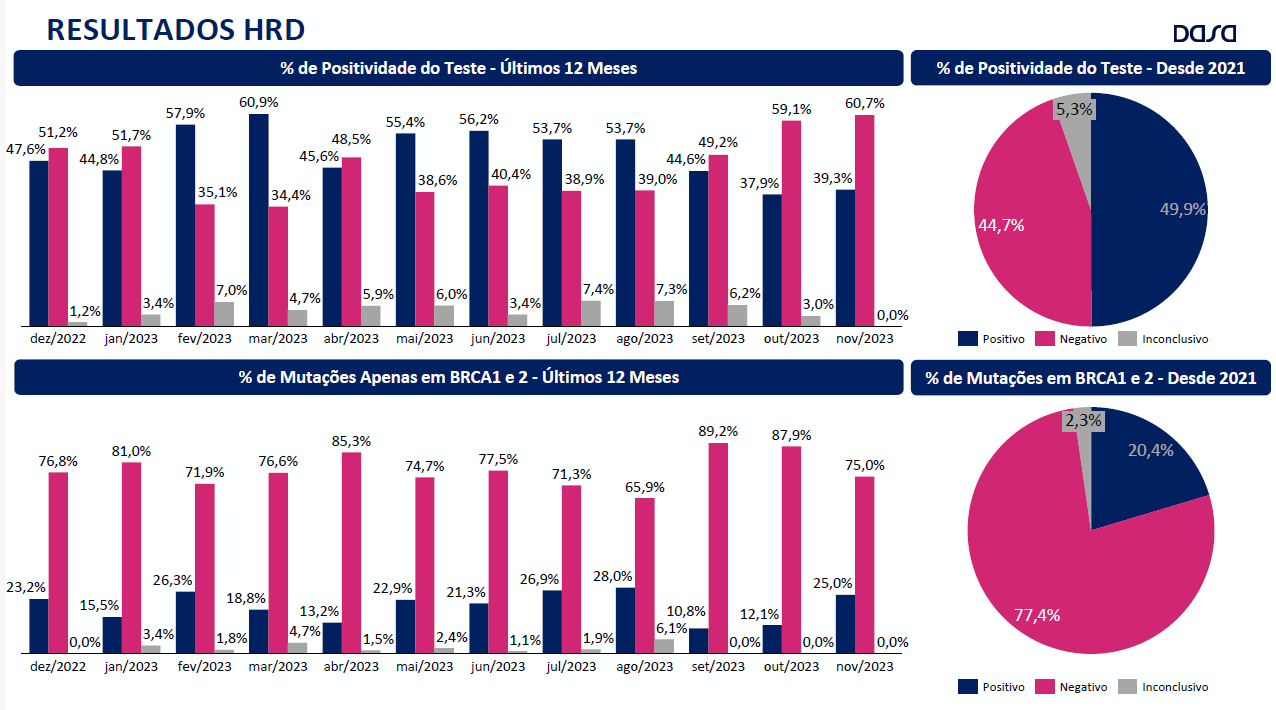 RESULTADOS HRD
DASA
% de Positividade do Teste - Últimos 12 Meses
47,6% 51,2% 1,2%
44,8% 51,7% 3,4%
57,9% 35,1% 7,0%
60,9% 34,4% 4,7%
45,6% 48,5% 5,9%
55,4% 38,6% 6,0%
56,2% 40,4% 3,4%
53,7% 38,9% 7,4%
53,7% 39,0% 7,3%
44,6% 49,2% 6,2%
37,9% 59,1% 3,0%
39,3% 60,7% 0,0%
dez/2022 jan/2023 fev/2023 mar/2023 abr/2023 mai/2023 jun/2023 jul/2023 ago/2023 set/2023 out/2023 nov/2023
% de Positividade do Teste - Desde 2021
5,3%
49,9%
44,7%
Positivo Negativo Inconclusivo
% de Mutações Apenas em BRCA1 e 2 - Últimos 12 Meses
23,2% 76,8% 0,0%
15,5% 81,0% 3,4%
26,3% 71,9% 1,8%
18,8% 76,6% 4,7%
13,2% 85,3% 1,5%
22,9% 74,7% 2,4%
21,3% 77,5% 1,1%
26,9% 71,3% 1,9%
28,0% 65,9% 6,1%
10,8% 89,2% 0,0%
12,1% 87,9% 0,0%
25,0% 75,0% 0,0%
dez/2022 jan/2023 fev/2023 mar/2023 abr/2023 mai/2023 jun/2023 jul/2023 ago/2023 set/2023 out/2023 nov/2023
% de Mutações em BRCA1 e 2 - Desde 2021
2,3%
20,4%
77,4%
Positivo Negativo Inconclusivo